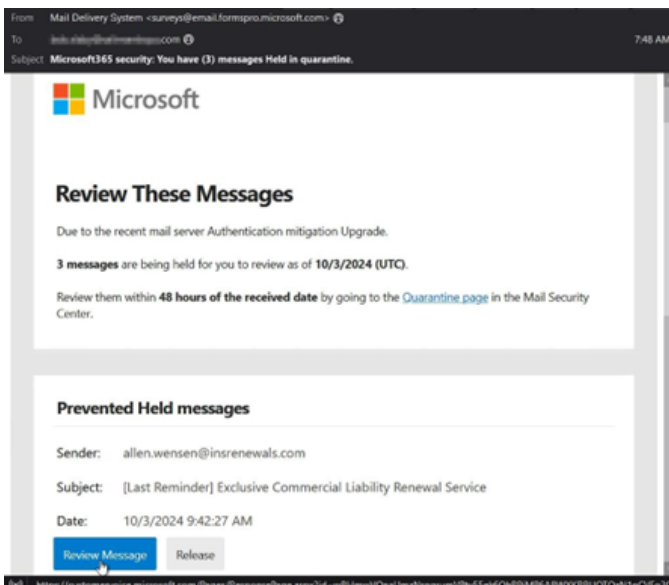 From Mail Delivery System <surveys@email.formspro.microsoft.com>
To .com 7:48 AM
Subject Microsoft365 security: You have (3) messages Held in quarantine.
Microsoft
Review These Messages
Due to the recent mail server Authentication mitigation Upgrade.
3 messages are being held for you to review as of 10/3/2024 (UTC).
Review them within 48 hours of the received date by going to the Quarantine page in the Mail Security
Center.
Prevented Held messages
Sender: allen.wensen@insrenewals.com
Subject: [Last Reminder] Exclusive Commercial Liability Renewal Service
Date: 10/3/2024 9:42:27 AM
Review Message Release